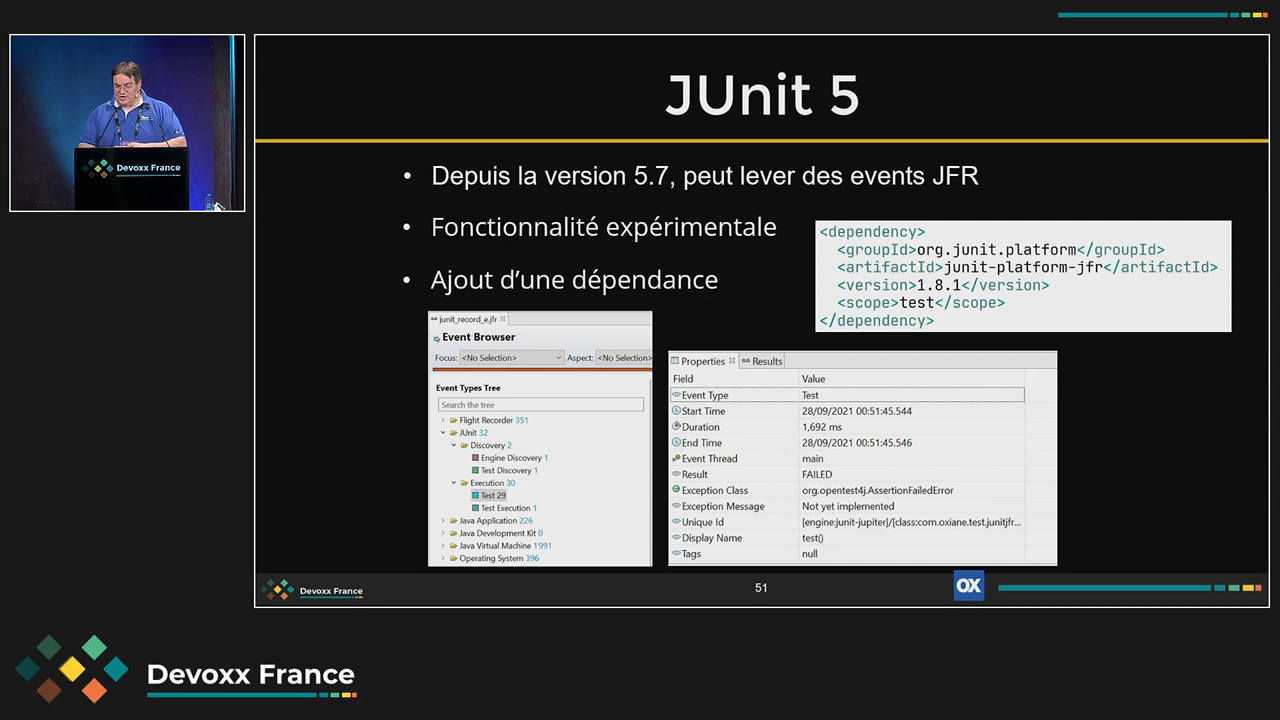 JUnit 5
• Depuis la version 5.7, peut lever des events JFR
• Fonctionnalité expérimentale
• Ajout d'une dépendance
<dependency>
<groupId>org.junit.platform</groupId>
<artifactId>junit-platform-jfr</artifactId>
<version>1.8.1</version>
<scope>test</scope>
</dependency>
junit_record_e.jfr
Event Browser
Focus: <No Selection> Aspect: <No Selection>
Event Types Tree
Search the tree
Flight Recorder 351
JUnit 32
Discovery 2
Engine Discovery 1
Test Discovery 1
Execution 30
Test 29
Test Execution 1
Java Application 226
Java Development Kit 0
Java Virtual Machine 1991
Operating System 396
Properties Results
Field Value
Event Type Test
Start Time 28/09/2021 00:51:45.544
Duration 1,692 ms
End Time 28/09/2021 00:51:45.546
Event Thread main
Result FAILED
Exception Class org.opentest4j.AssertionFailedError
Exception Message Not yet implemented
Unique Id [engine:junit-jupiter]/[class:com.oxiane.test.junitjfr...
Display Name test()
Tags null
Devoxx France
51
OX
Devoxx France
Devoxx France